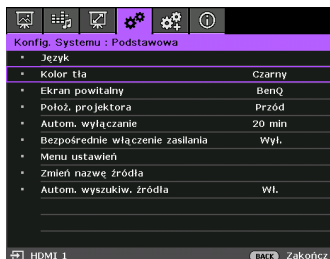 Konfig. Systemu : Podstawowa
Język
Kolor tła Czarny
Ekran powitalny BenQ
Położ. projektora Przód
Autom. wyłączanie 20 min
Bezpośrednie włączenie zasilania Wył.
Menu ustawień
Zmień nazwę źródła
Autom. wyszukiw. źródła Wł.
HDMI 1 BACK Zakończ